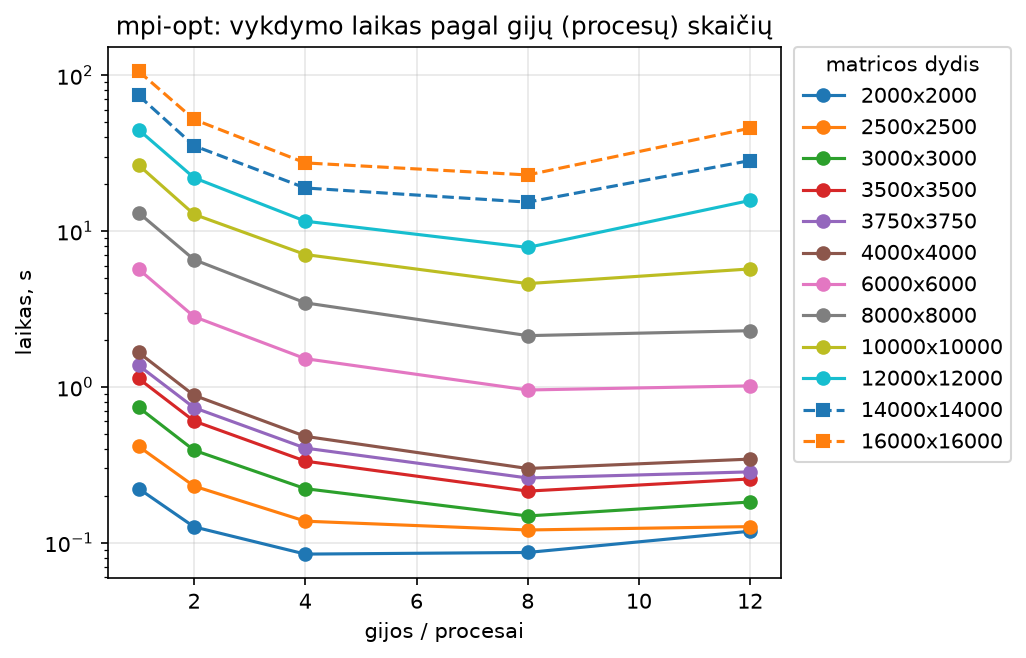 mpi-opt: vykdymo laikas pagal gijų (procesų) skaičių
laikas, s
10²
10¹
10⁰
10⁻¹
2 4 6 8 10 12
gijos / procesai
matricos dydis
2000x2000
2500x2500
3000x3000
3500x3500
3750x3750
4000x4000
6000x6000
8000x8000
10000x10000
12000x12000
14000x14000
16000x16000